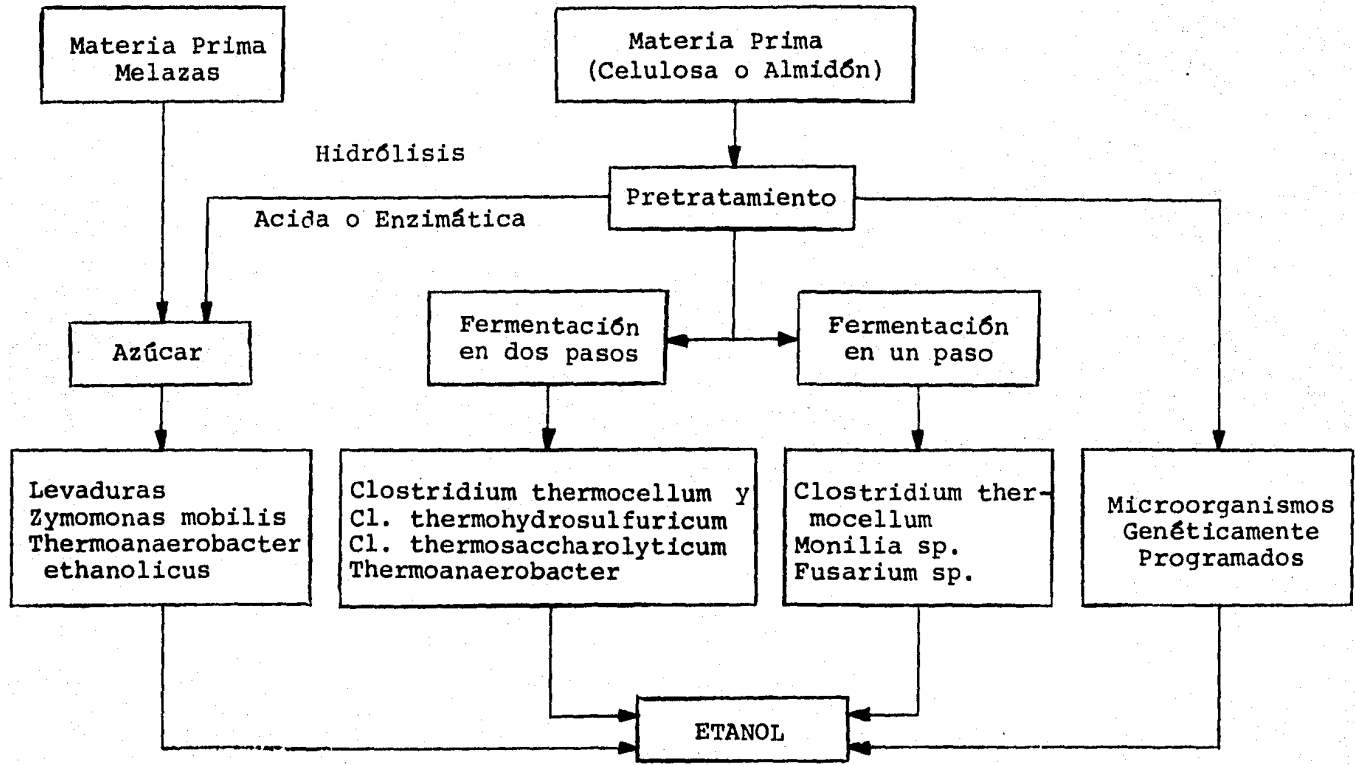 Materia Prima
Melazas
Materia Prima
(Celulosa o Almidón)
Hidrólisis
Acida o Enzimática
Pretratamiento
Azúcar
Fermentación
en dos pasos
Fermentación
en un paso
Levaduras
Zymomonas mobilis
Thermoanaerobacter
ethanolicus
Clostridium thermocellum y
Cl. thermohydrosulfuricum
Cl. thermosaccharolyticum
Thermoanaerobacter
Clostridium ther-
mocellum
Monilia sp.
Fusarium sp.
Microorganismos
Genéticamente
Programados
ETANOL